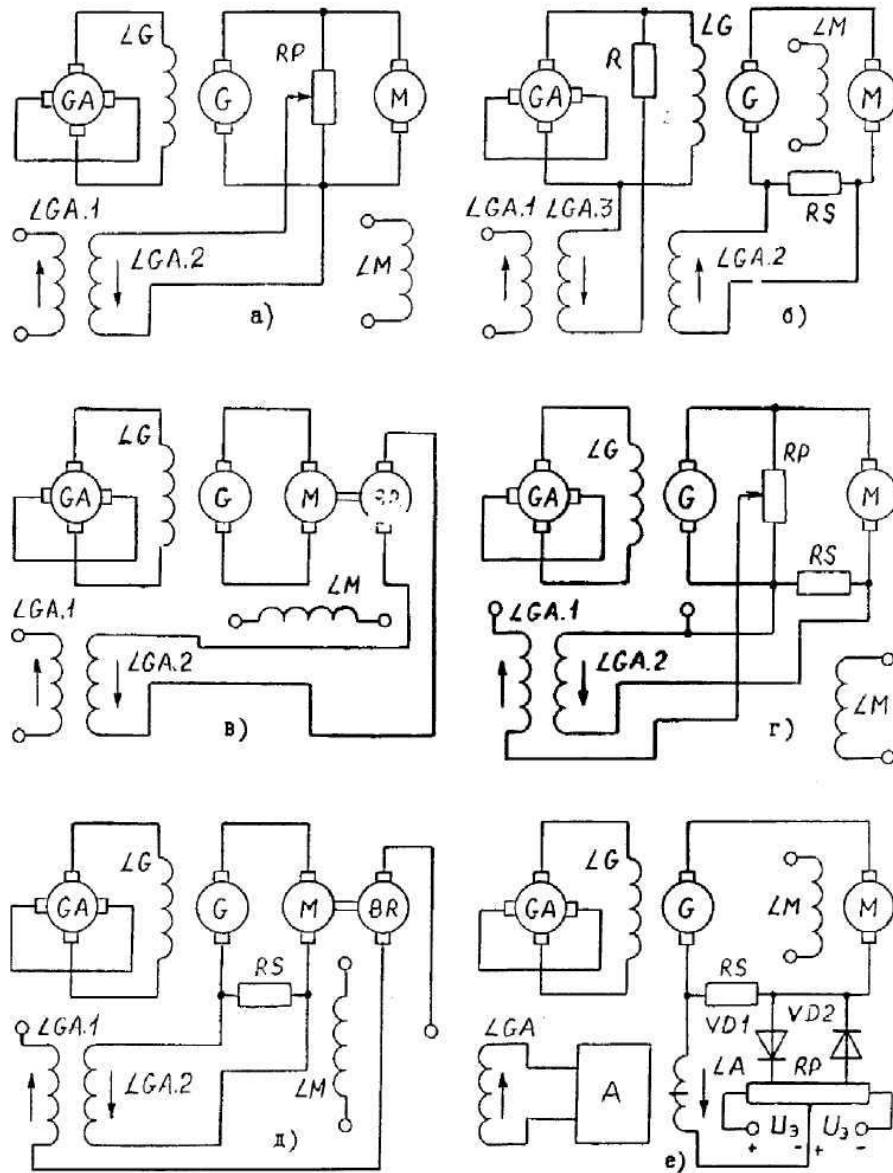 LG
RP
GA
G
M
LGA.1
LGA.2
LM
а)
LG
LM
R
GA
G
M
RS
LGA.1
LGA.3
LGA.2
б)
LG
GA
G
M
LM
LGA.1
LGA.2
в)
LG
RP
GA
G
M
RS
LGA.1
LGA.2
LM
г)
LG
GA
G
M
BR
RS
LGA.1
LGA.2
LM
д)
LG
LM
GA
G
M
RS
VD1
VD2
LGA
LA
RP
A
Uэ
Uэ
+
-
+
-
е)